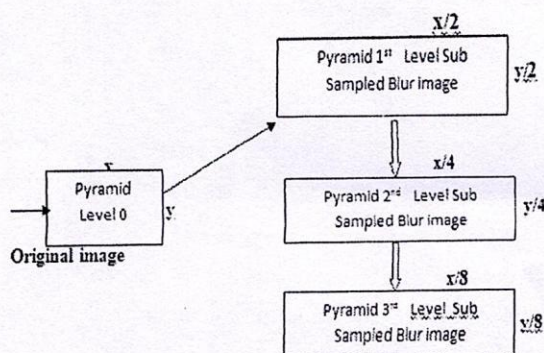 x/2
Pyramid 1st Level Sub
Sampled Blur image
y/2
x/4
Pyramid 2nd Level Sub
Sampled Blur image
y/4
x
Pyramid
Level 0
y
Original image
x/8
Pyramid 3rd Level Sub
Sampled Blur image
y/8